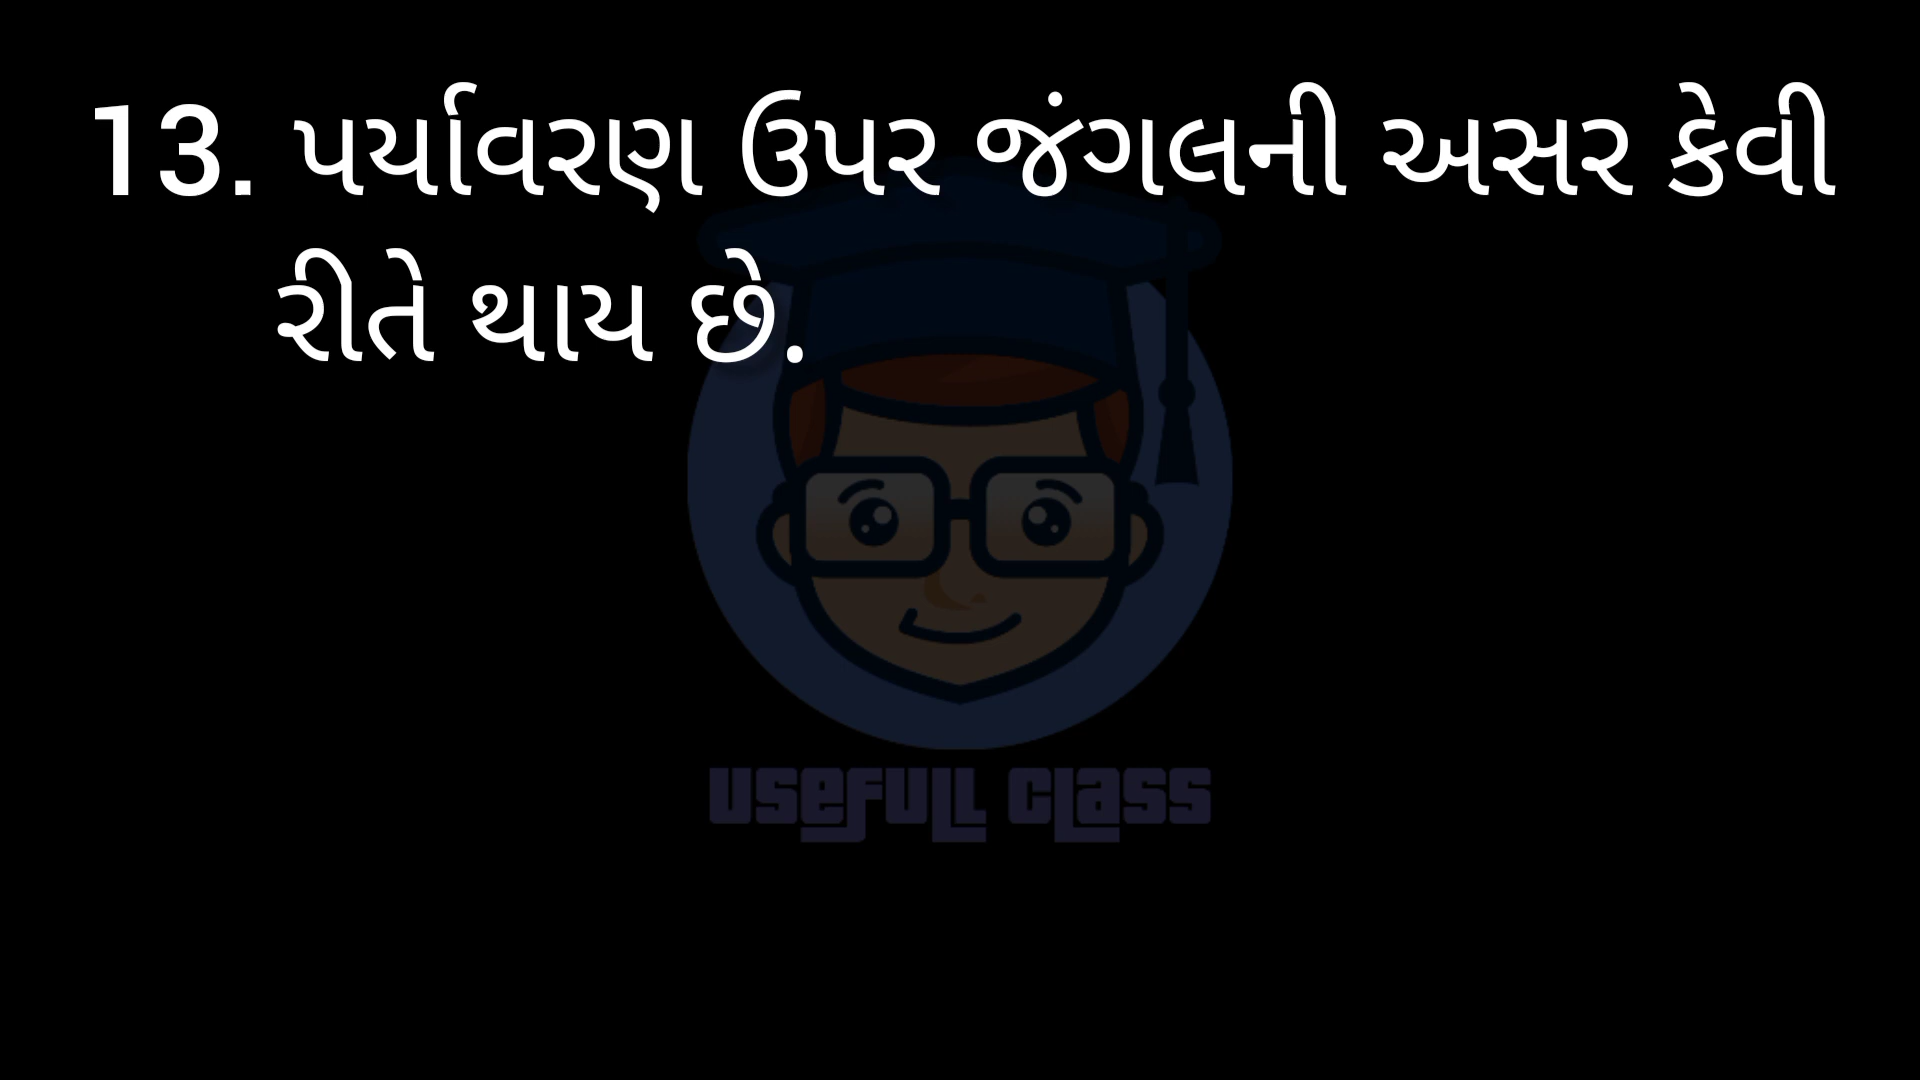 13. પર્યાવરણ ઉપર જંગલની અસર કેવી
રીતે થાય છે.
USEFULL CLASS